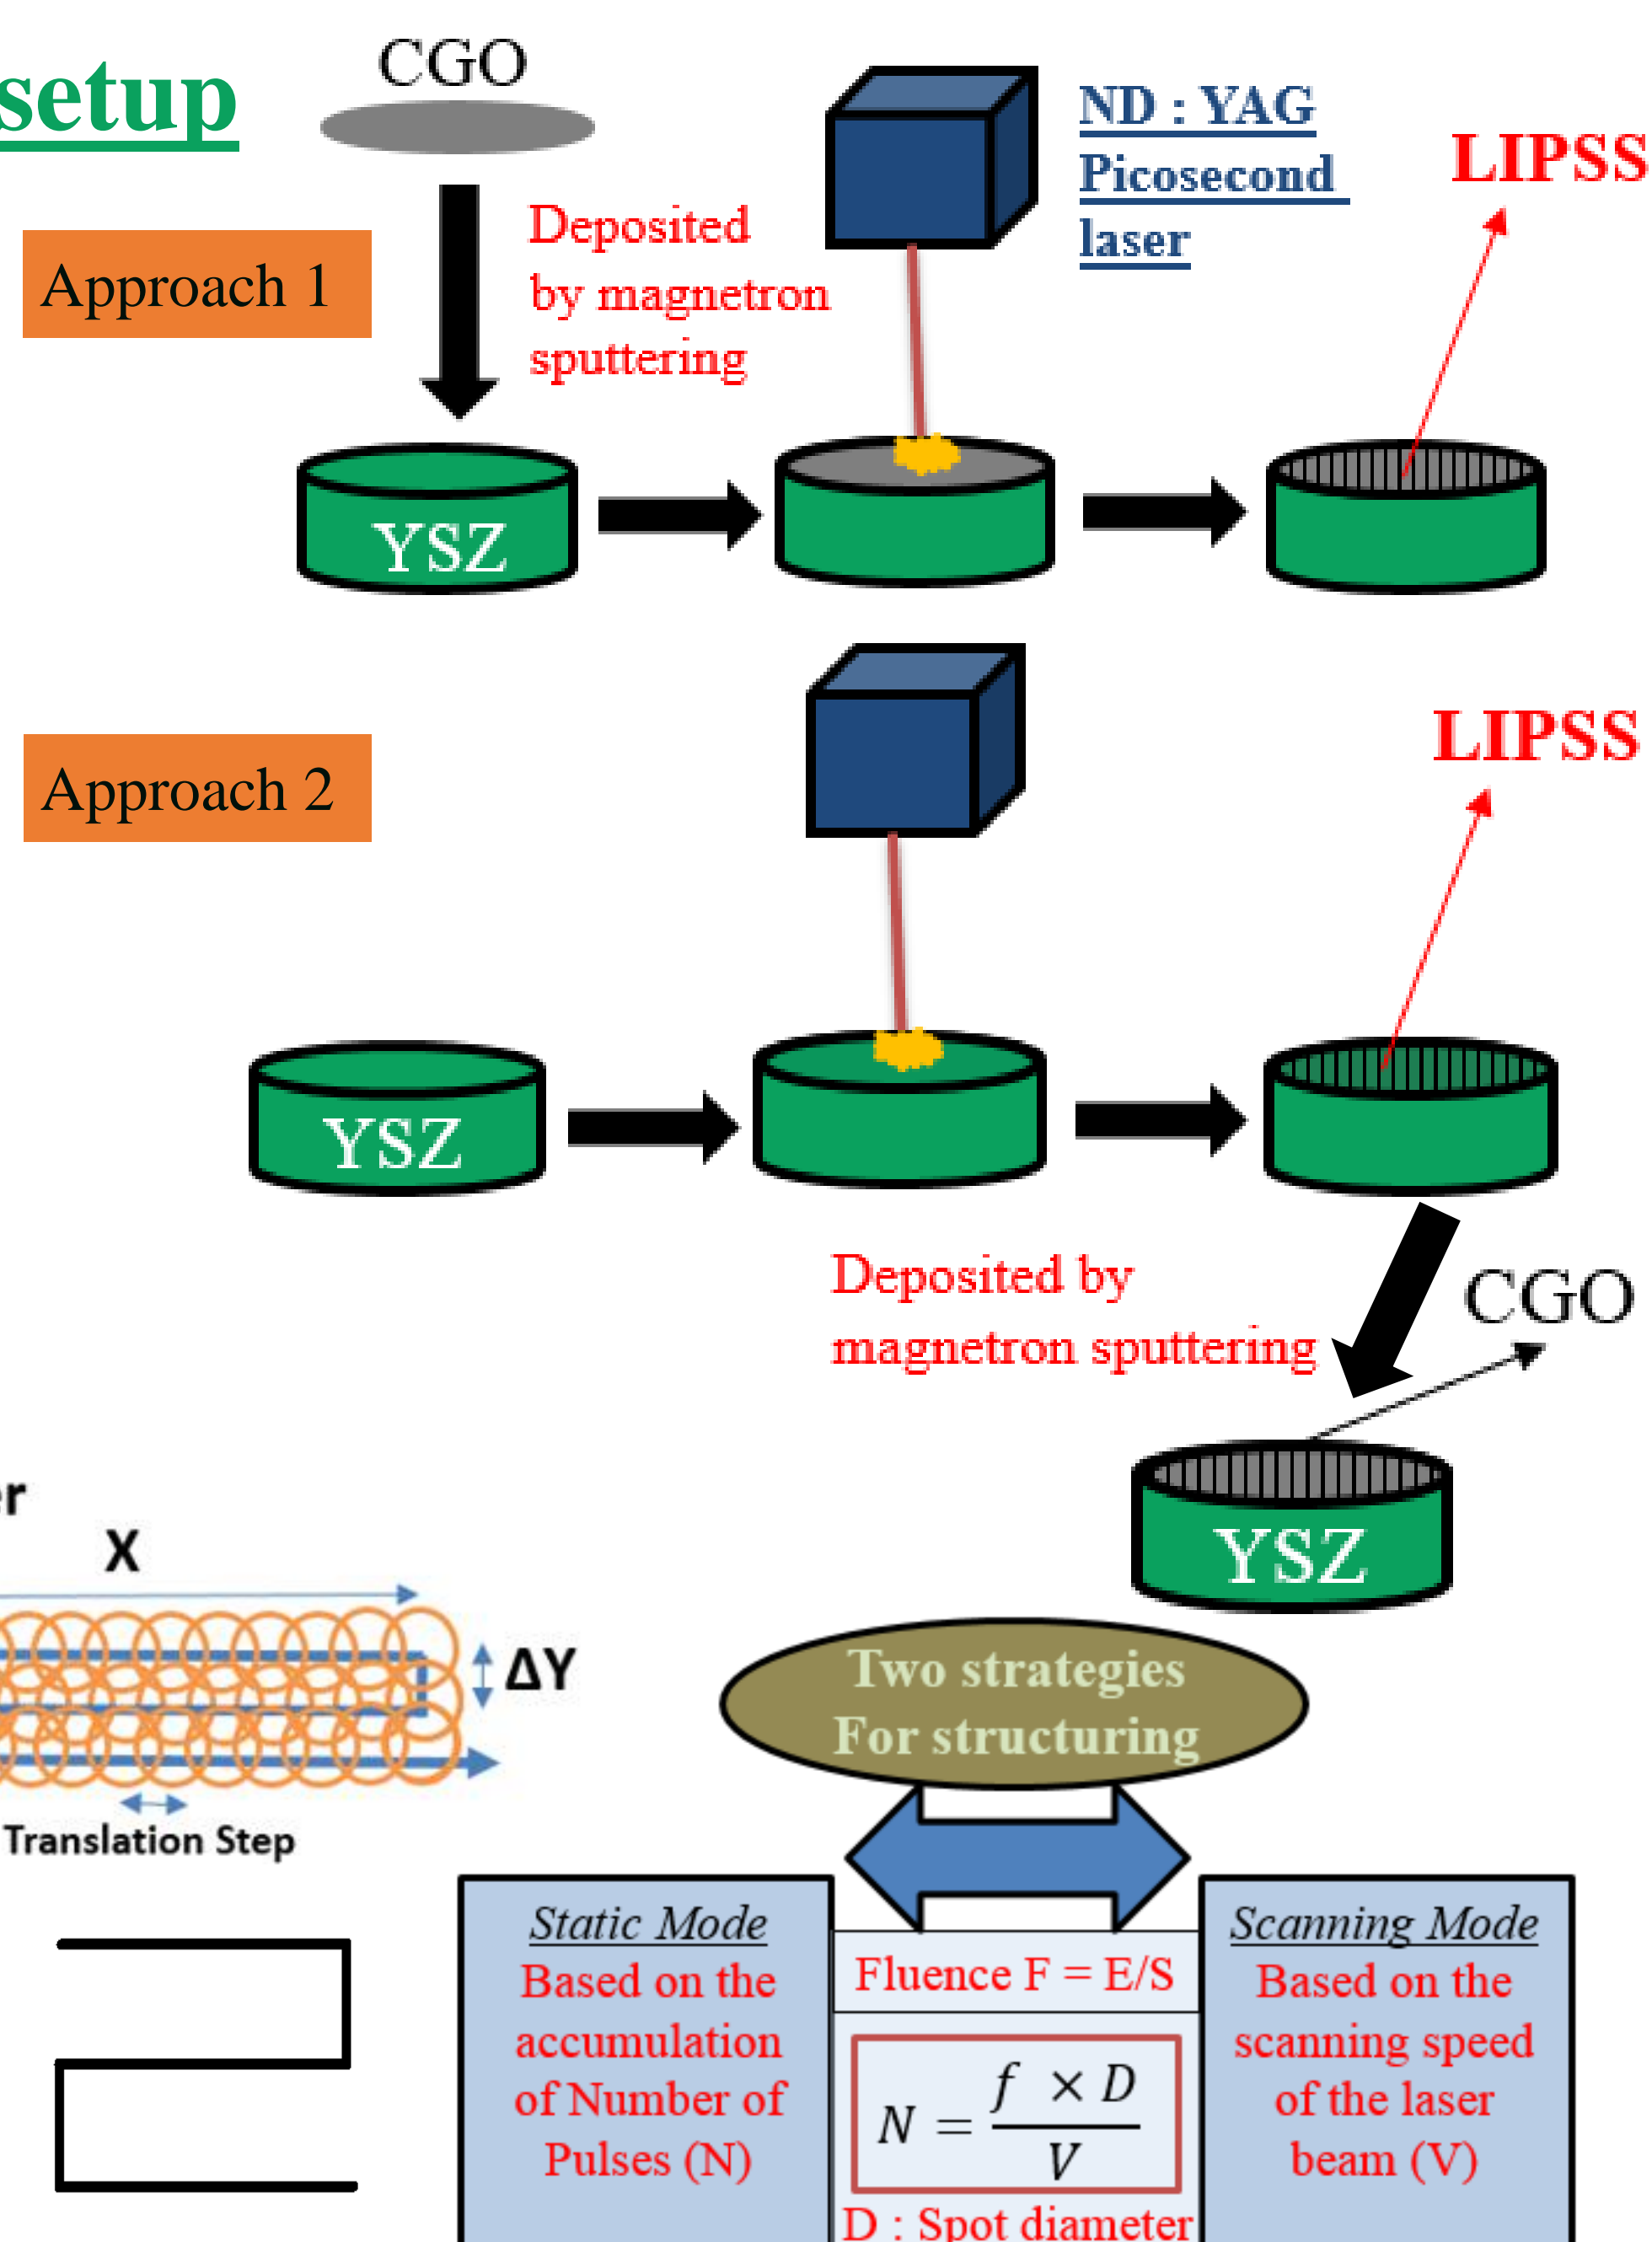 setup
CGO
ND : YAG
Picosecond
laser
LIPSS
Approach 1
Deposited
by magnetron
sputtering
YSZ
Approach 2
LIPSS
YSZ
Deposited by
magnetron sputtering
CGO
YSZ
er
X
ΔY
Translation Step
Two strategies
For structuring
Static Mode
Based on the
accumulation
of Number of
Pulses (N)
Fluence F = E/S
N = f × D / V
D : Spot diameter
Scanning Mode
Based on the
scanning speed
of the laser
beam (V)